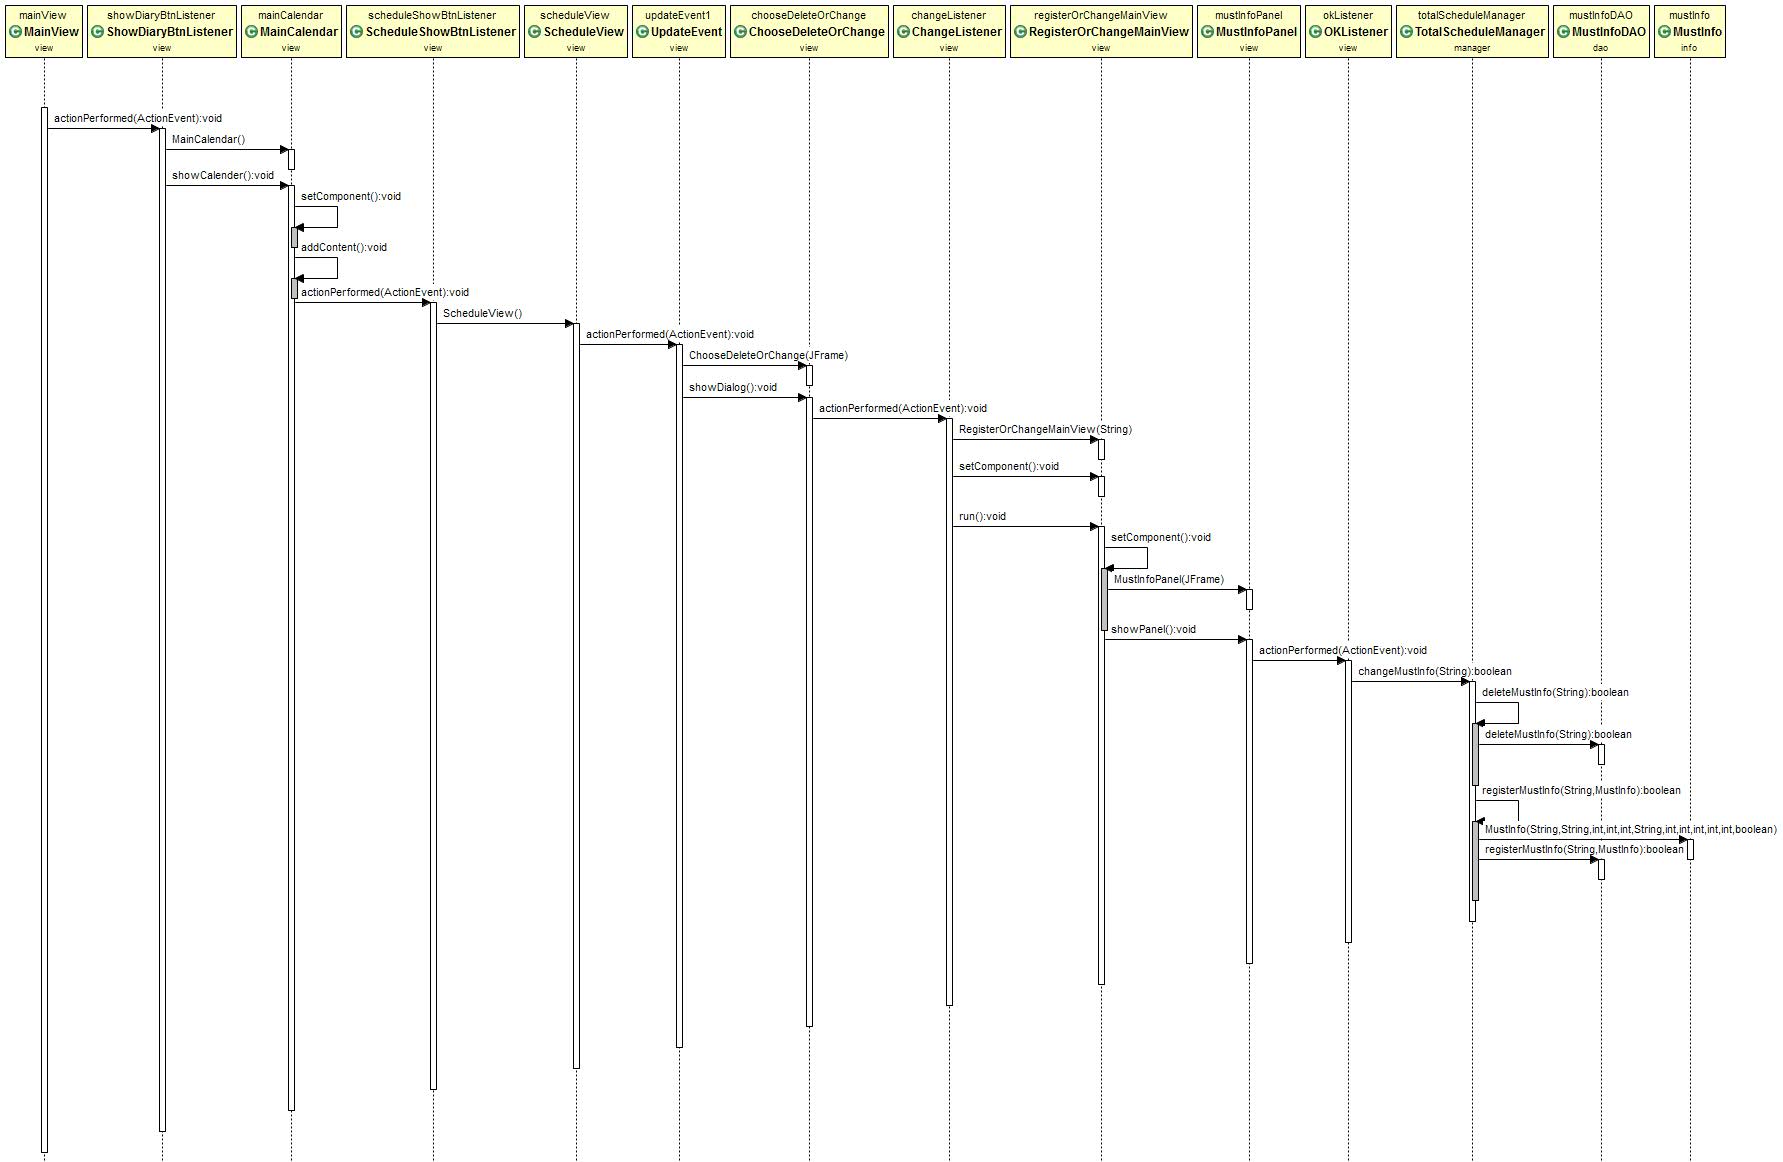 mainView
MainView
view
showDiaryBtnListener
ShowDiaryBtnListener
view
mainCalendar
MainCalendar
view
scheduleShowBtnListener
ScheduleShowBtnListener
view
scheduleView
ScheduleView
view
updateEvent1
UpdateEvent
view
chooseDeleteOrChange
ChooseDeleteOrChange
view
changeListener
ChangeListener
view
registerOrChangeMainView
RegisterOrChangeMainView
view
mustInfoPanel
MustInfoPanel
view
okListener
OKListener
view
totalScheduleManager
TotalScheduleManager
manager
mustInfoDAO
MustInfoDAO
dao
mustInfo
MustInfo
info
actionPerformed(ActionEvent):void
MainCalendar()
showCalender():void
setComponent():void
addContent():void
actionPerformed(ActionEvent):void
ScheduleView()
actionPerformed(ActionEvent):void
ChooseDeleteOrChange(JFrame)
showDialog():void
actionPerformed(ActionEvent):void
RegisterOrChangeMainView(String)
setComponent():void
run():void
setComponent():void
MustInfoPanel(JFrame)
showPanel():void
actionPerformed(ActionEvent):void
changeMustInfo(String):boolean
deleteMustInfo(String):boolean
deleteMustInfo(String):boolean
registerMustInfo(String,MustInfo):boolean
MustInfo(String,String,int,int,int,String,int,int,int,int,int,boolean)
registerMustInfo(String,MustInfo):boolean